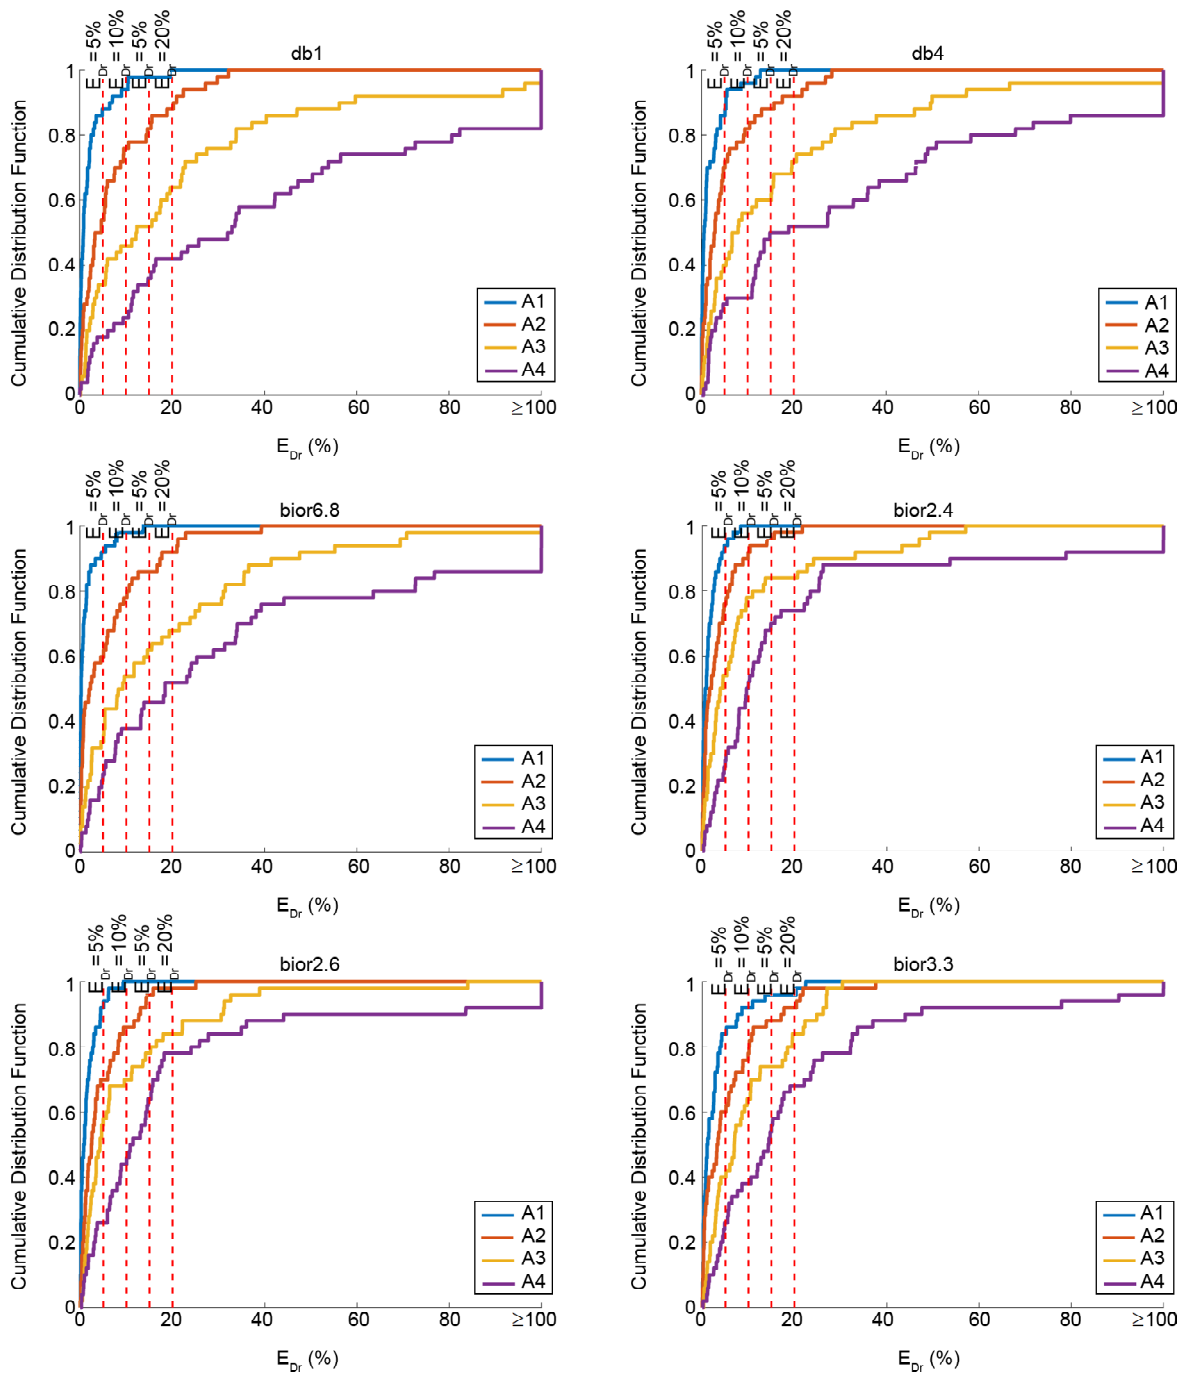 E_Dr=5% E_Dr=10% E_Dr=5% E_Dr=20%
db1
1
0.8
0.6
0.4
0.2
0
Cumulative Distribution Function
A1
A2
A3
A4
0 20 40 60 80 ≥100
E_Dr (%)
E_Dr=5% E_Dr=10% E_Dr=5% E_Dr=20%
db4
1
0.8
0.6
0.4
0.2
0
Cumulative Distribution Function
A1
A2
A3
A4
0 20 40 60 80 ≥100
E_Dr (%)
E_Dr=5% E_Dr=10% E_Dr=5% E_Dr=20%
bior6.8
1
0.8
0.6
0.4
0.2
0
Cumulative Distribution Function
A1
A2
A3
A4
0 20 40 60 80 ≥100
E_Dr (%)
E_Dr=5% E_Dr=10% E_Dr=5% E_Dr=20%
bior2.4
1
0.8
0.6
0.4
0.2
0
Cumulative Distribution Function
A1
A2
A3
A4
0 20 40 60 80 ≥100
E_Dr (%)
E_Dr=5% E_Dr=10% E_Dr=5% E_Dr=20%
bior2.6
1
0.8
0.6
0.4
0.2
0
Cumulative Distribution Function
A1
A2
A3
A4
0 20 40 60 80 ≥100
E_Dr (%)
E_Dr=5% E_Dr=10% E_Dr=5% E_Dr=20%
bior3.3
1
0.8
0.6
0.4
0.2
0
Cumulative Distribution Function
A1
A2
A3
A4
0 20 40 60 80 ≥100
E_Dr (%)